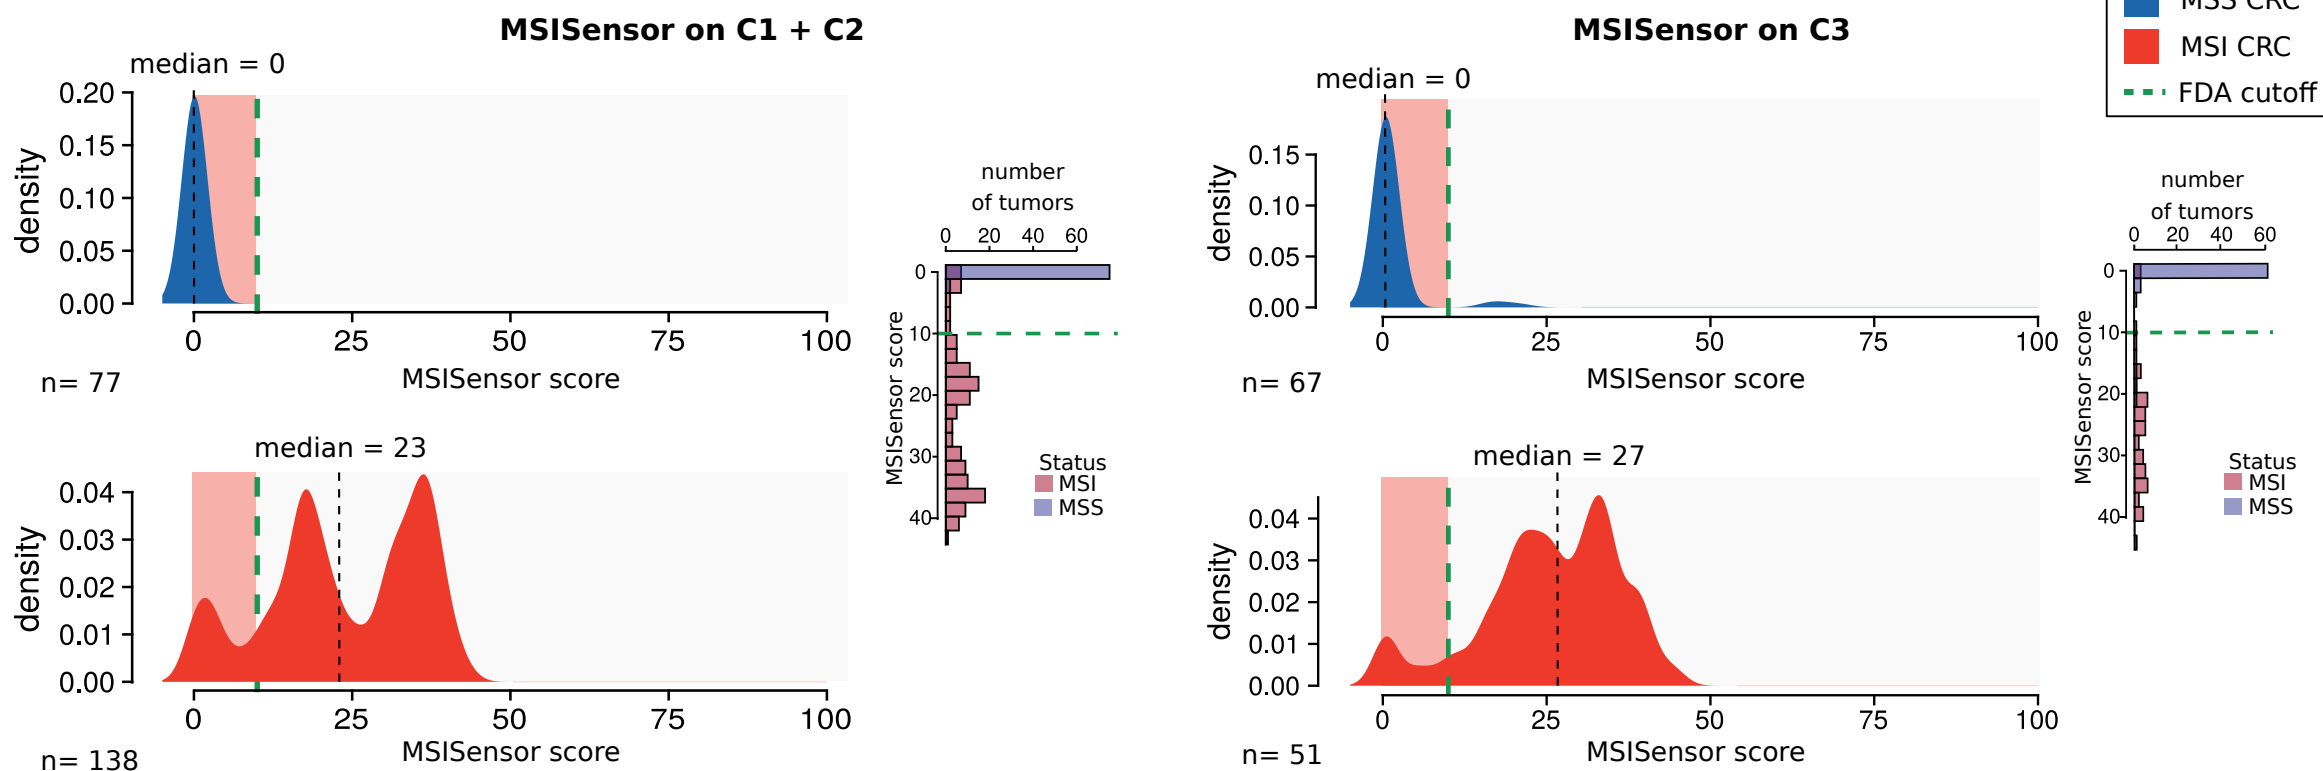 MSISensor on C1 + C2
median = 0
0.20
0.15
0.10
0.05
0.00
density
0 25 50 75 100
MSISensor score
n= 77
median = 23
0.04
0.03
0.02
0.01
0.00
density
0 25 50 75 100
MSISensor score
n= 138
number
of tumors
0 20 40 60
0
10
20
30
40
MSISensor score
Status
MSI
MSS
MSISensor on C3
median = 0
0.15
0.10
0.05
0.00
density
0 25 50 75 100
MSISensor score
n= 67
median = 27
0.04
0.03
0.02
0.01
0.00
density
0 25 50 75 100
MSISensor score
n= 51
MSS CRC
MSI CRC
FDA cutoff
number
of tumors
0 20 40 60
0
10
20
30
40
MSISensor score
Status
MSI
MSS